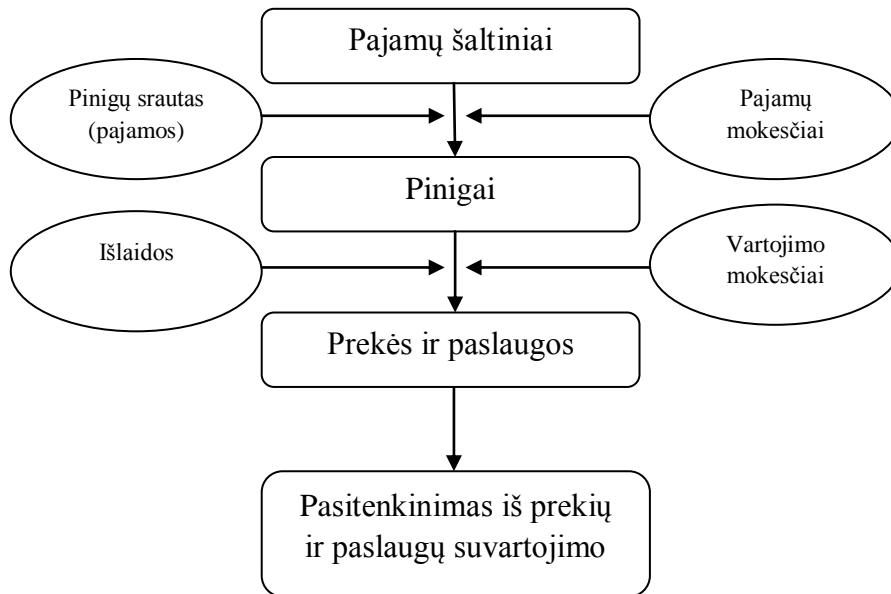 Pajamų šaltiniai
Pinigų srautas
(pajamos)
Pajamų
mokesčiai
Pinigai
Išlaidos
Vartojimo
mokesčiai
Prekės ir paslaugos
Pasitenkinimas iš prekių
ir paslaugų suvartojimo